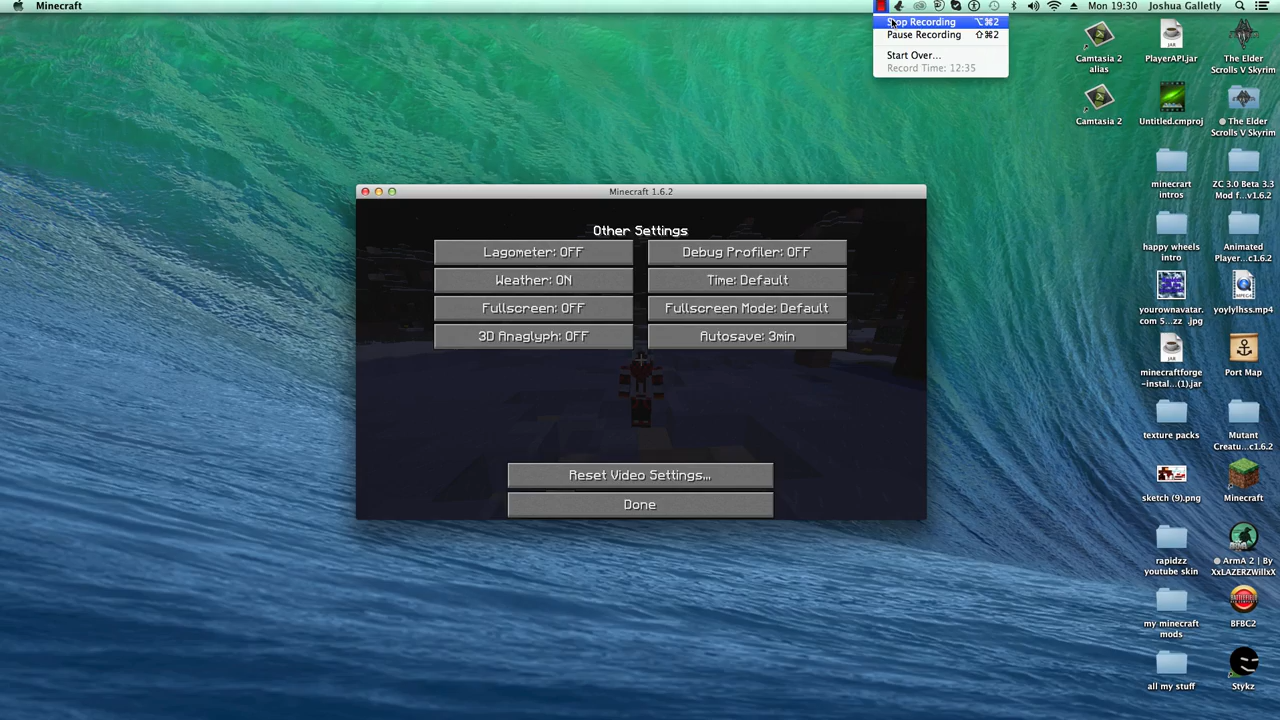 Minecraft
Mon 19:30
Joshua Galletly
Stop Recording ⌥⌘2
Pause Recording ⇧⌘2
Start Over...
Record Time: 12:35
Minecraft 1.6.2
Other Settings
Lagometer: OFF
Debug Profiler: OFF
Weather: ON
Time: Default
Fullscreen: OFF
Fullscreen Mode: Default
3D Anaglyph: OFF
Autosave: 3min
Reset Video Settings...
Done
Camtasia 2
alias
PlayerAPI.jar
The Elder
Scrolls V Skyrim
Camtasia 2
Untitled.cmproj
The Elder
Scrolls V Skyrim
minecrart
intros
ZC 3.0 Beta 3.3
Mod f...v1.6.2
happy wheels
intro
Animated
Player...c1.6.2
yourownavatar.
com S...zz .jpg
yoylylhss.mp4
minecraftforge
-instal...(1).jar
Port Map
texture packs
Mutant
Creatu...c1.6.2
sketch (9).png
Minecraft
rapidzz
youtube skin
ArmA 2 | By
XxLAZERZWillxX
my minecraft
mods
BFBC2
all my stuff
Stykz